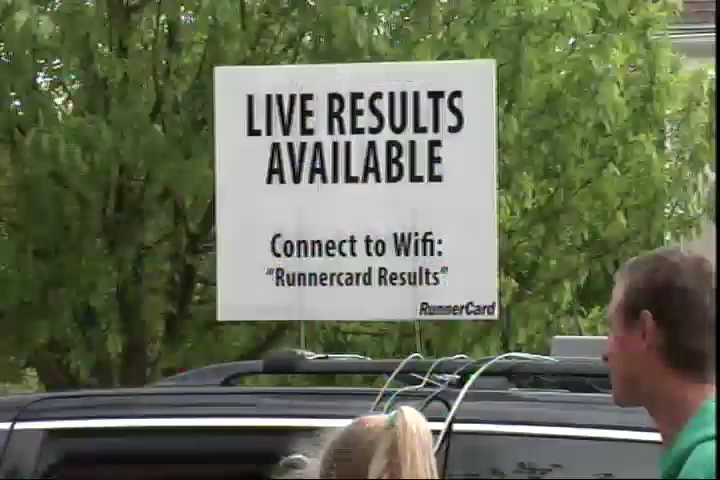 LIVE RESULTS
AVAILABLE
Connect to Wifi:
"Runnercard Results"
RunnerCard